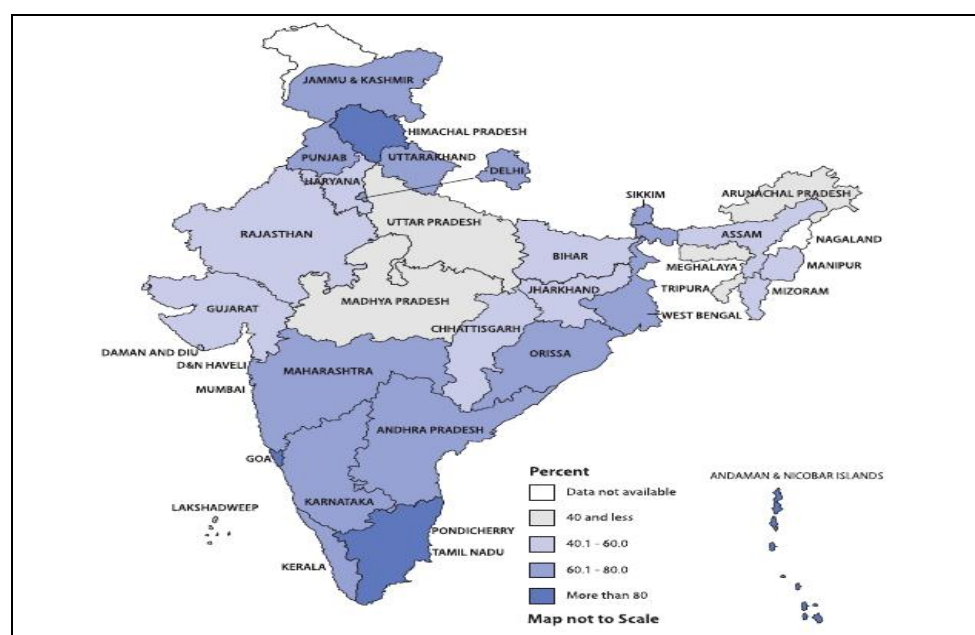 JAMMU & KASHMIR
HIMACHAL PRADESH
PUNJAB
UTTARAKHAND
DELHI
HARYANA
SIKKIM
ARUNACHAL PRADESH
UTTAR PRADESH
RAJASTHAN
ASSAM
NAGALAND
BIHAR
MEGHALAYA
MANIPUR
JHARKHAND
TRIPURA
MIZORAM
MADHYA PRADESH
GUJARAT
WEST BENGAL
CHHATTISGARH
DAMAN AND DIU
ORISSA
D&N HAVELI
MAHARASHTRA
MUMBAI
ANDHRA PRADESH
GOA
Percent
ANDAMAN & NICOBAR ISLANDS
Data not available
KARNATAKA
LAKSHADWEEP
40 and less
PONDICHERRY
40.1 - 60.0
TAMIL NADU
KERALA
60.1 - 80.0
More than 80
Map not to Scale